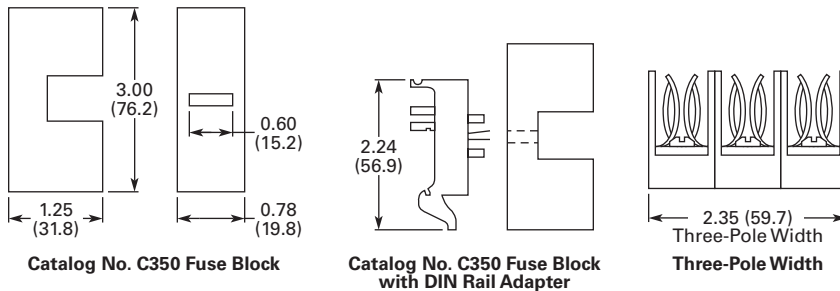 3.00
(76.2)
0.60
(15.2)
1.25
(31.8)
0.78
(19.8)
Catalog No. C350 Fuse Block
2.24
(56.9)
Catalog No. C350 Fuse Block
with DIN Rail Adapter
2.35 (59.7)
Three-Pole Width
Three-Pole Width